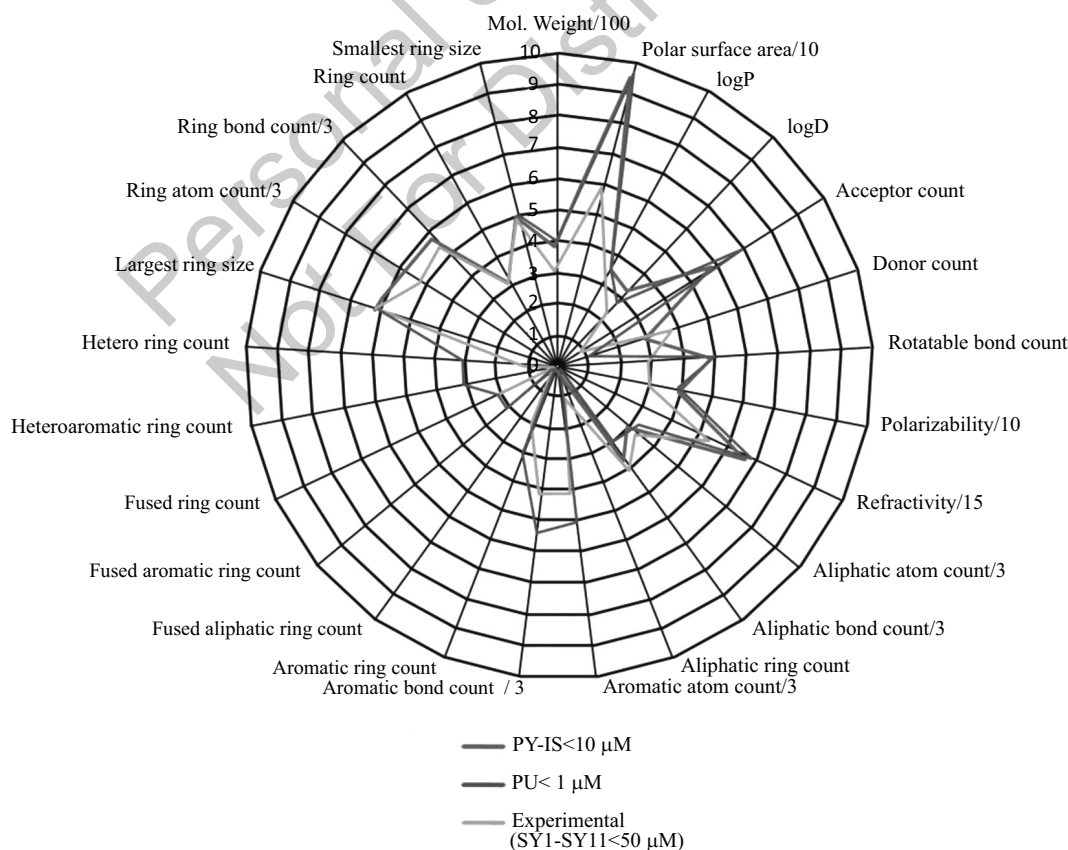 Personal
Not For Dist
Mol. Weight/100
Smallest ring size
Polar surface area/10
Ring count
logP
Ring bond count/3
logD
Ring atom count/3
Acceptor count
Largest ring size
Donor count
Hetero ring count
Rotatable bond count
Heteroaromatic ring count
Polarizability/10
Fused ring count
Refractivity/15
Fused aromatic ring count
Aliphatic atom count/3
Fused aliphatic ring count
Aliphatic bond count/3
Aromatic ring count
Aliphatic ring count
Aromatic bond count / 3
Aromatic atom count/3
10
9
8
7
6
5
4
3
2
1
0
PY-IS<10 μM
PU< 1 μM
Experimental
(SY1-SY11<50 μM)